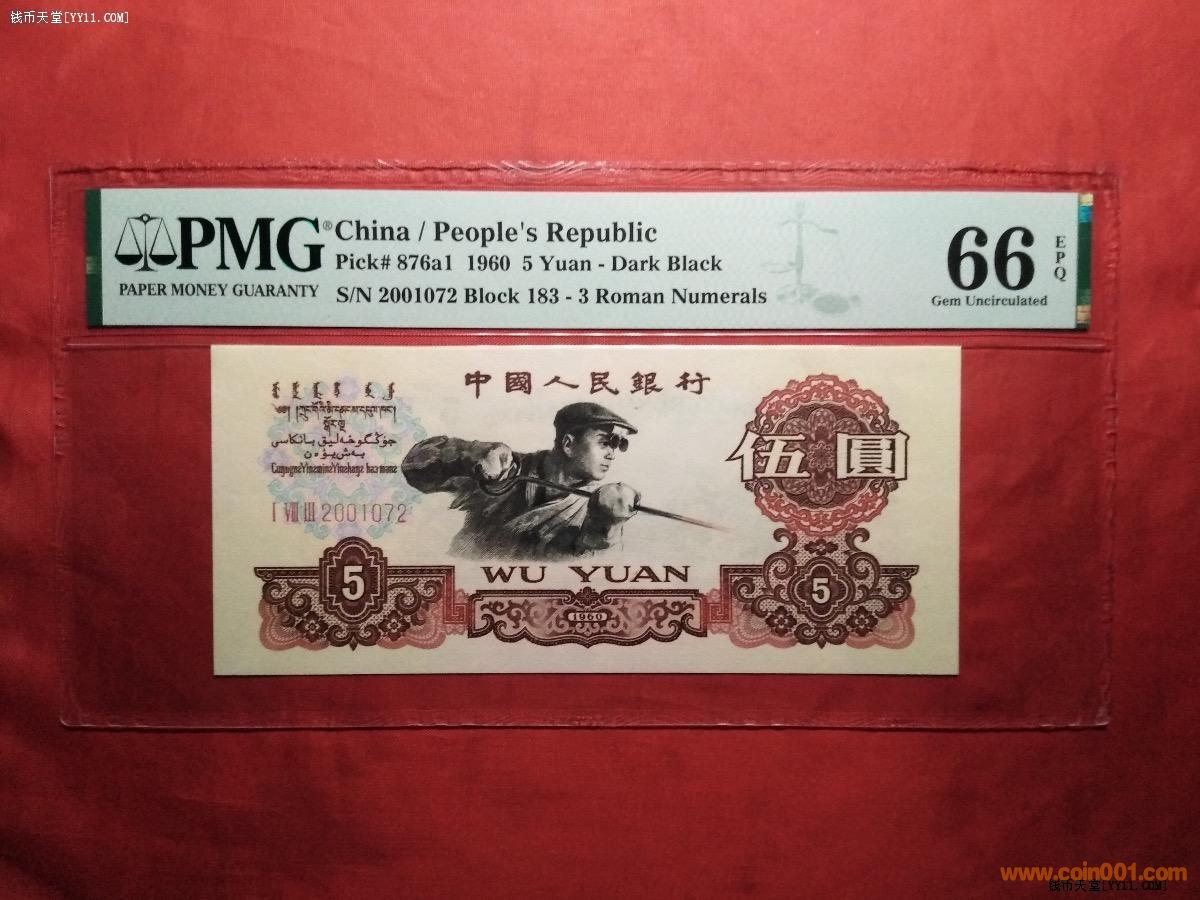 钱币天堂[YY11.COM]
PMG®
PAPER MONEY GUARANTY
China / People's Republic
Pick# 876a1 1960 5 Yuan - Dark Black
S/N 2001072 Block 183 - 3 Roman Numerals
66
EPQ
Gem Uncirculated
中國人民銀行
伍圓
I VIII III 2001072
WU YUAN
5
1960
5
www.coin001.com
钱币天堂[YY11.COM]